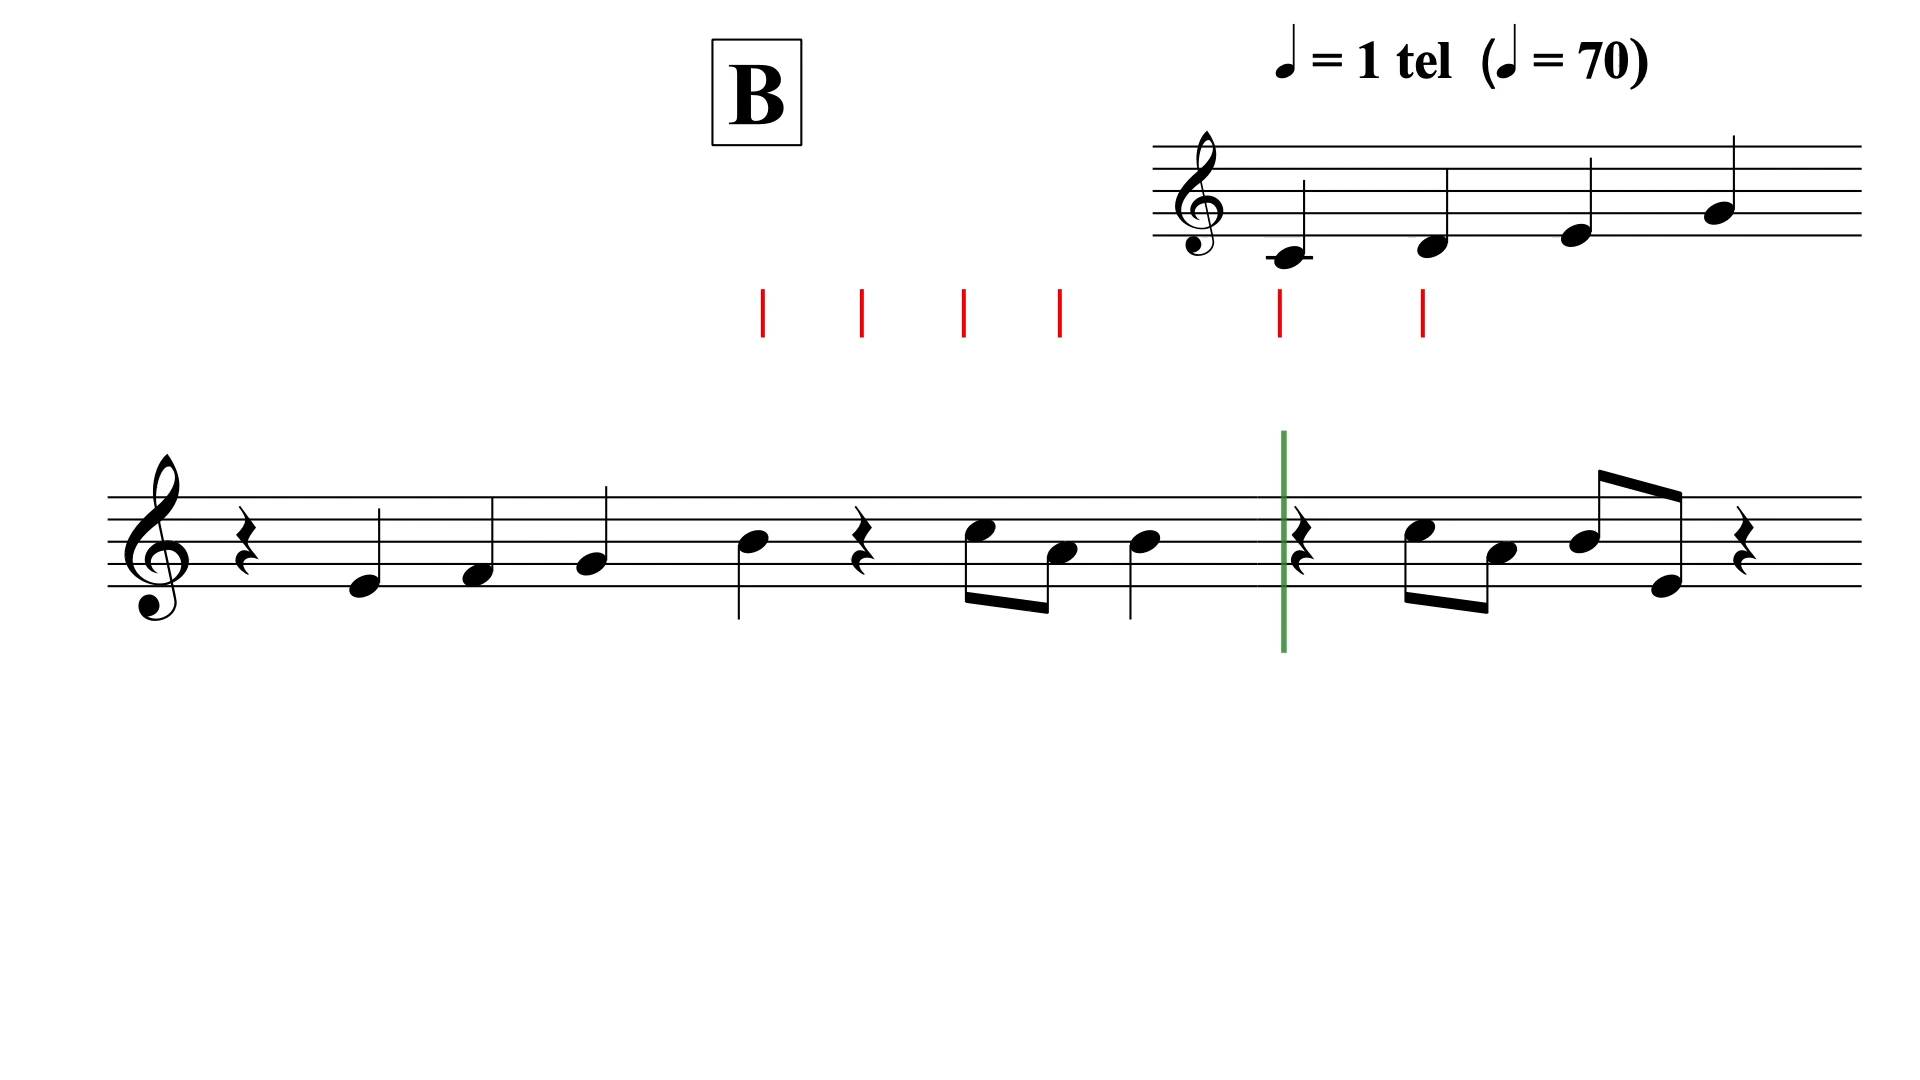 B
♩ = 1 tel (♩ = 70)